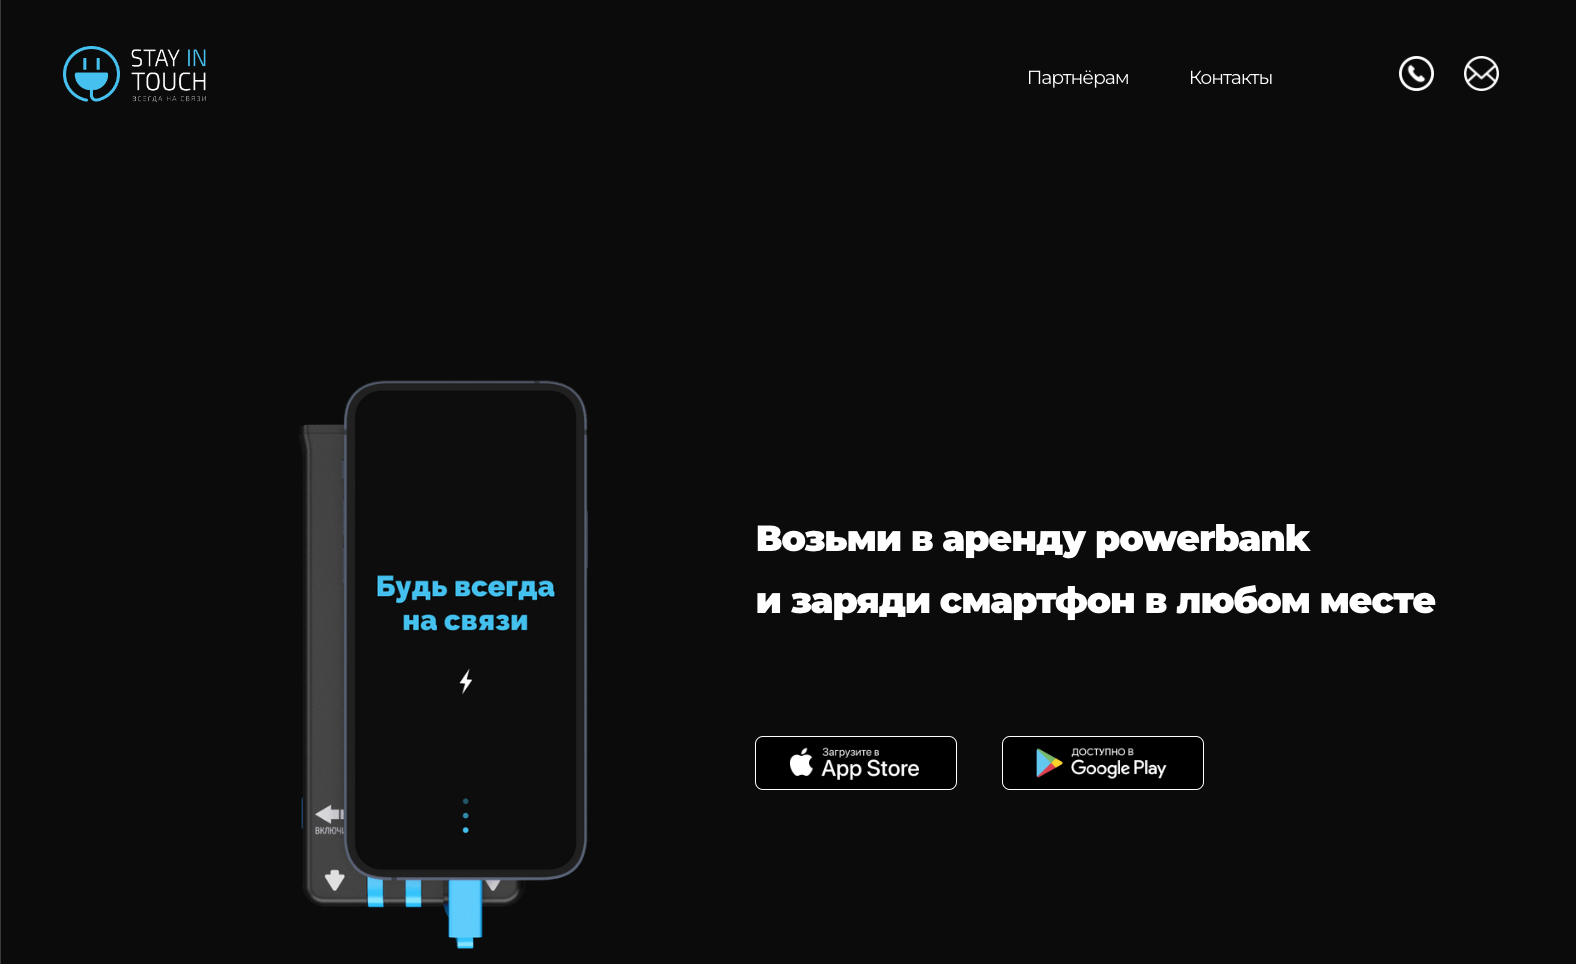 STAY IN
TOUCH
ВСЕГДА НА СВЯЗИ
Партнёрам
Контакты
Будь всегда
на связи
Возьми в аренду powerbank
и заряди смартфон в любом месте
Загрузите в
App Store
ДОСТУПНО В
Google Play